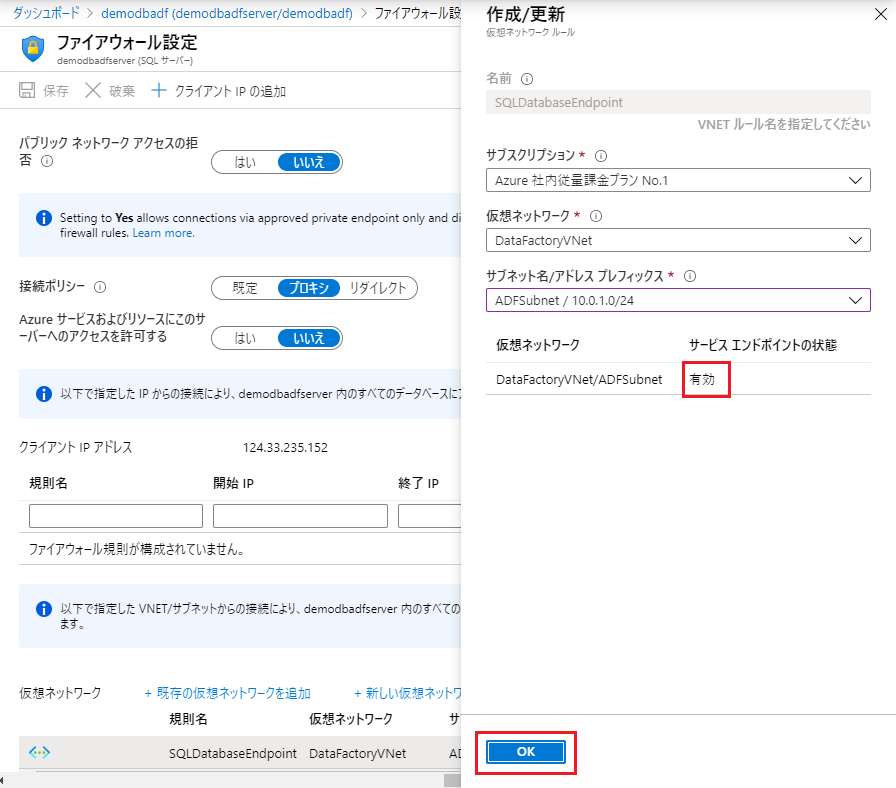 ダッシュボード > demodbadf (demodbadfserver/demodbadf) > ファイアウォール設
ファイアウォール設定
demodbadfserver (SQL サーバー)
保存 破棄 + クライアント IP の追加
パブリック ネットワーク アクセスの拒
否
はい いいえ
Setting to Yes allows connections via approved private endpoint only and di
firewall rules. Learn more.
接続ポリシー
既定 プロキシ リダイレクト
Azure サービスおよびリソースにこのサ
ーバーへのアクセスを許可する
はい いいえ
以下で指定した IP からの接続により、demodbadfserver 内のすべてのデータベースにア
クライアント IP アドレス 124.33.235.152
規則名 開始 IP 終了 IP
ファイアウォール規則が構成されていません。
以下で指定した VNET/サブネットからの接続により、demodbadfserver 内のすべての
ます。
仮想ネットワーク + 既存の仮想ネットワークを追加 + 新しい仮想ネットワ
規則名 仮想ネットワーク サ
SQLDatabaseEndpoint DataFactoryVNet AD
作成/更新
仮想ネットワーク ルール
名前
SQLDatabaseEndpoint
VNET ルール名を指定してください
サブスクリプション *
Azure 社内従量課金プラン No.1
仮想ネットワーク *
DataFactoryVNet
サブネット名/アドレス プレフィックス *
ADFSubnet / 10.0.1.0/24
仮想ネットワーク サービス エンドポイントの状態
DataFactoryVNet/ADFSubnet 有効
OK